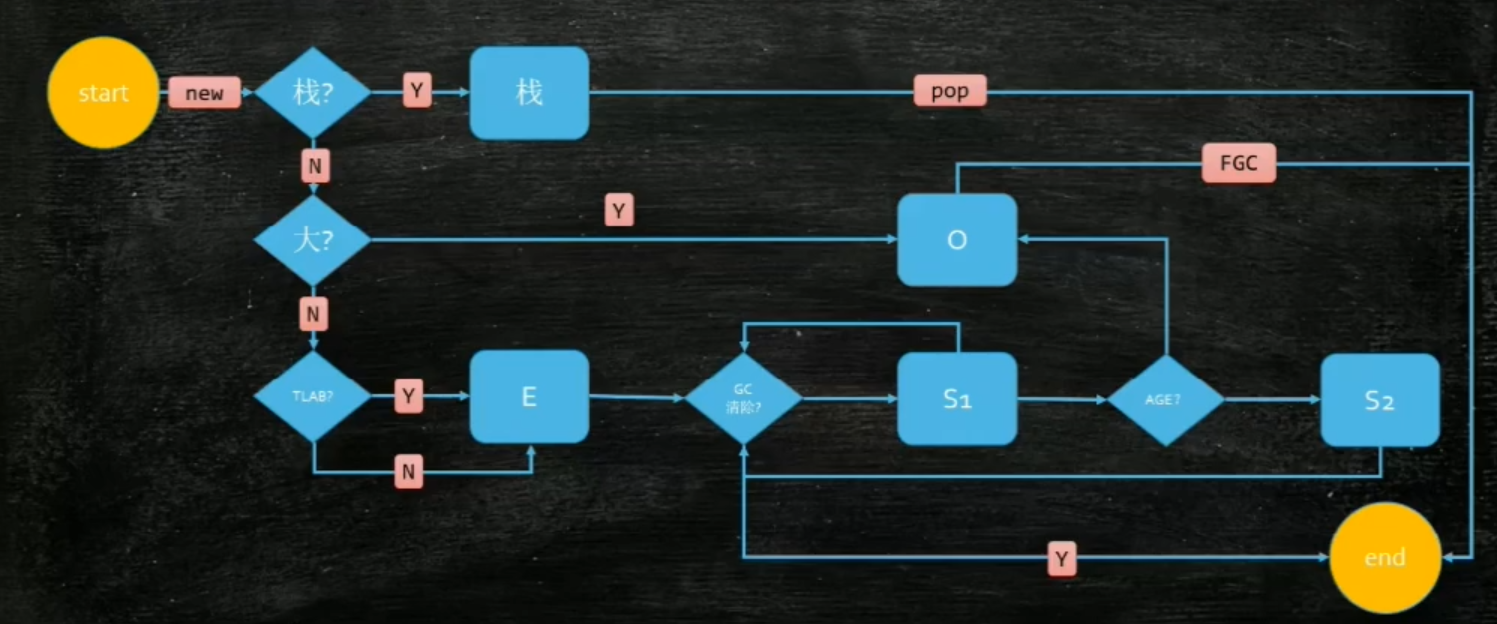 start
new
栈?
Y
栈
pop
N
FGC
Y
大?
O
N
TLAB?
Y
E
GC
清除?
S1
AGE?
S2
N
Y
end